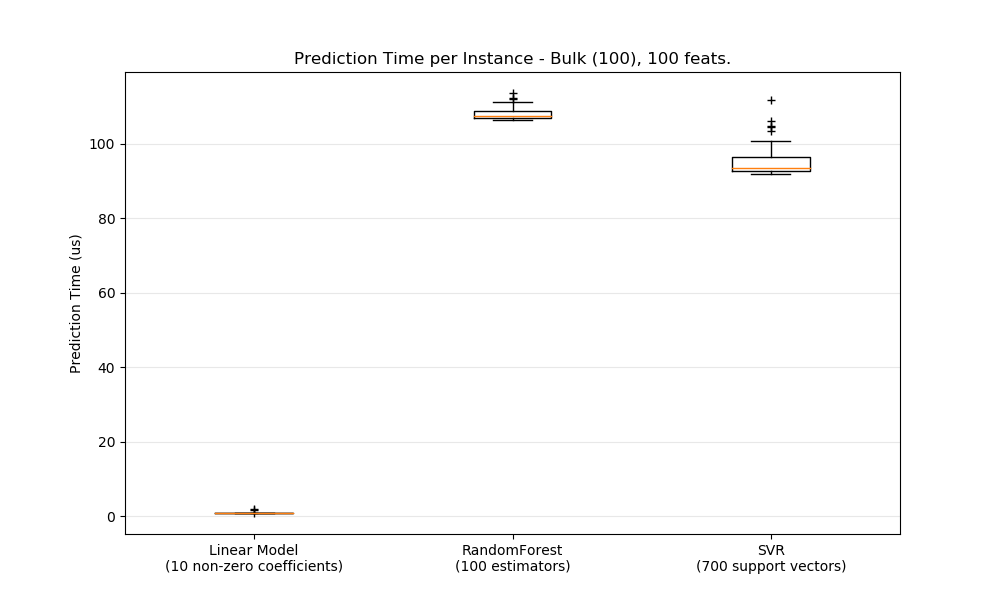 Prediction Time per Instance - Bulk (100), 100 feats.
Prediction Time (us)
100
80
60
40
20
0
Linear Model
(10 non-zero coefficients)
RandomForest
(100 estimators)
SVR
(700 support vectors)